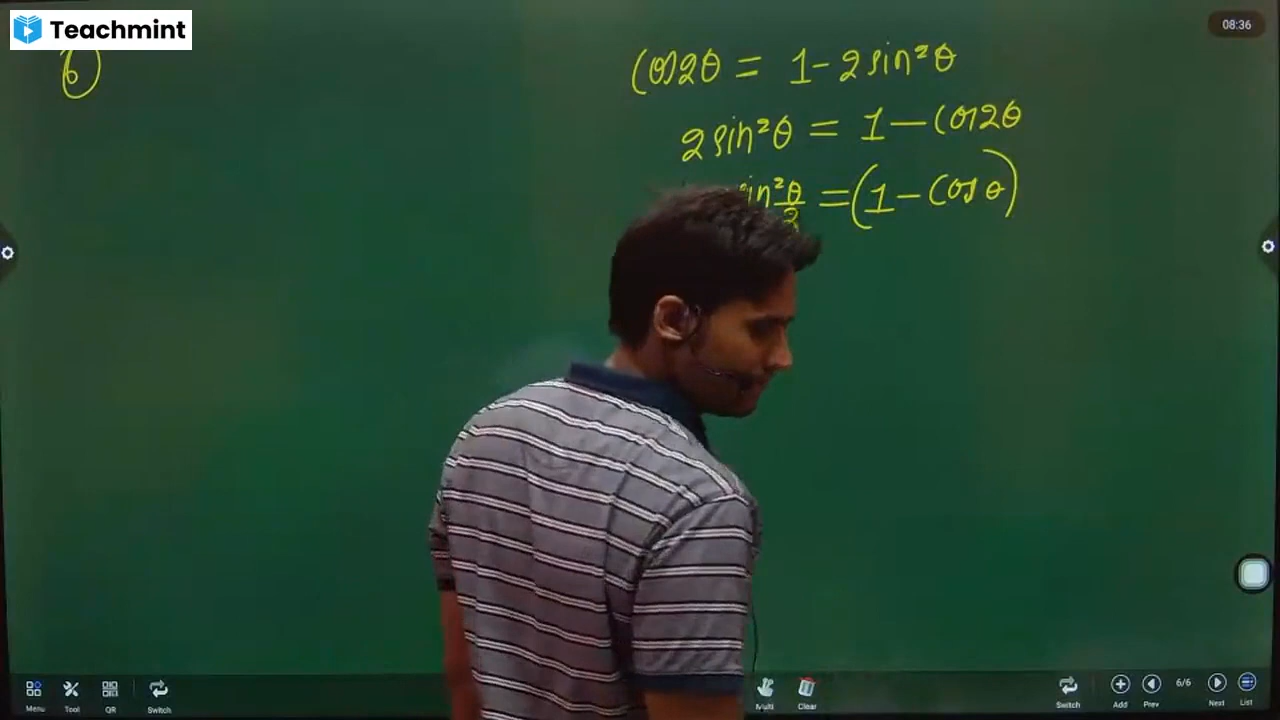 Teachmint
08:36
6
cos2θ = 1-2sin²θ
2sin²θ = 1-cos2θ
sin²θ/2 = (1-cosθ)
Menu Tool QR Switch Multi Clear Switch Add Prev 6/6 Next List